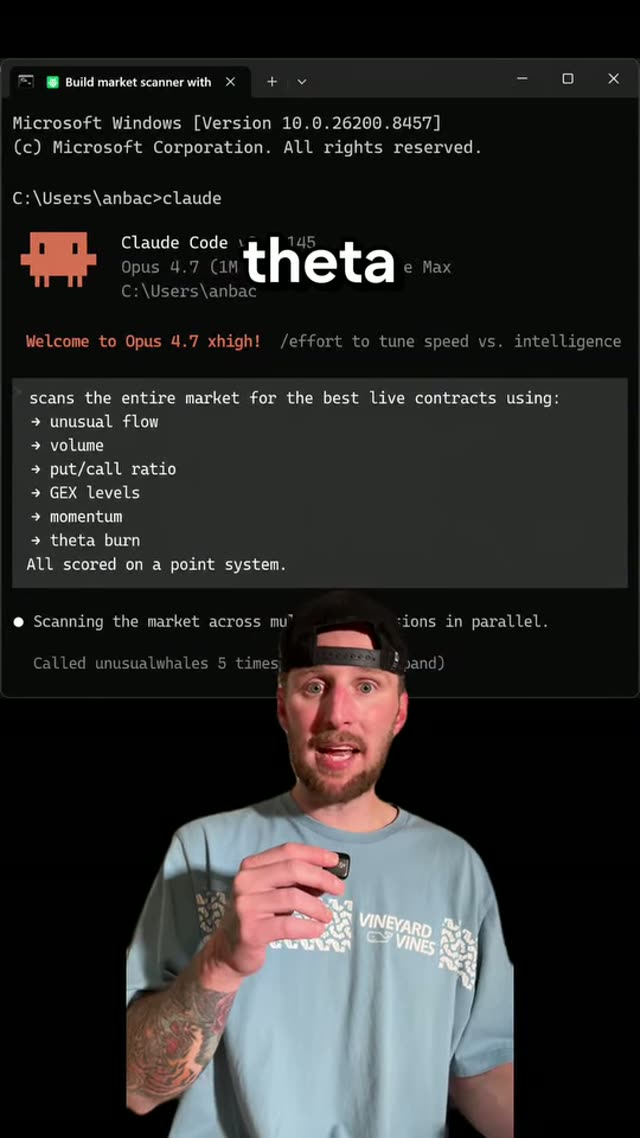 Build market scanner with
Microsoft Windows [Version 10.0.26200.8457]
(c) Microsoft Corporation. All rights reserved.
C:\Users\anbac>claude
Claude Code
145
Opus 4.7 (1M
e Max
theta
C:\Users\anbac
Welcome to Opus 4.7 xhigh! /effort to tune speed vs. intelligence
> scans the entire market for the best live contracts using:
→ unusual flow
→ volume
→ put/call ratio
→ GEX levels
→ momentum
→ theta burn
All scored on a point system.
● Scanning the market across mul ions in parallel.
Called unusualwhales 5 times pand)
VINEYARD
VINES